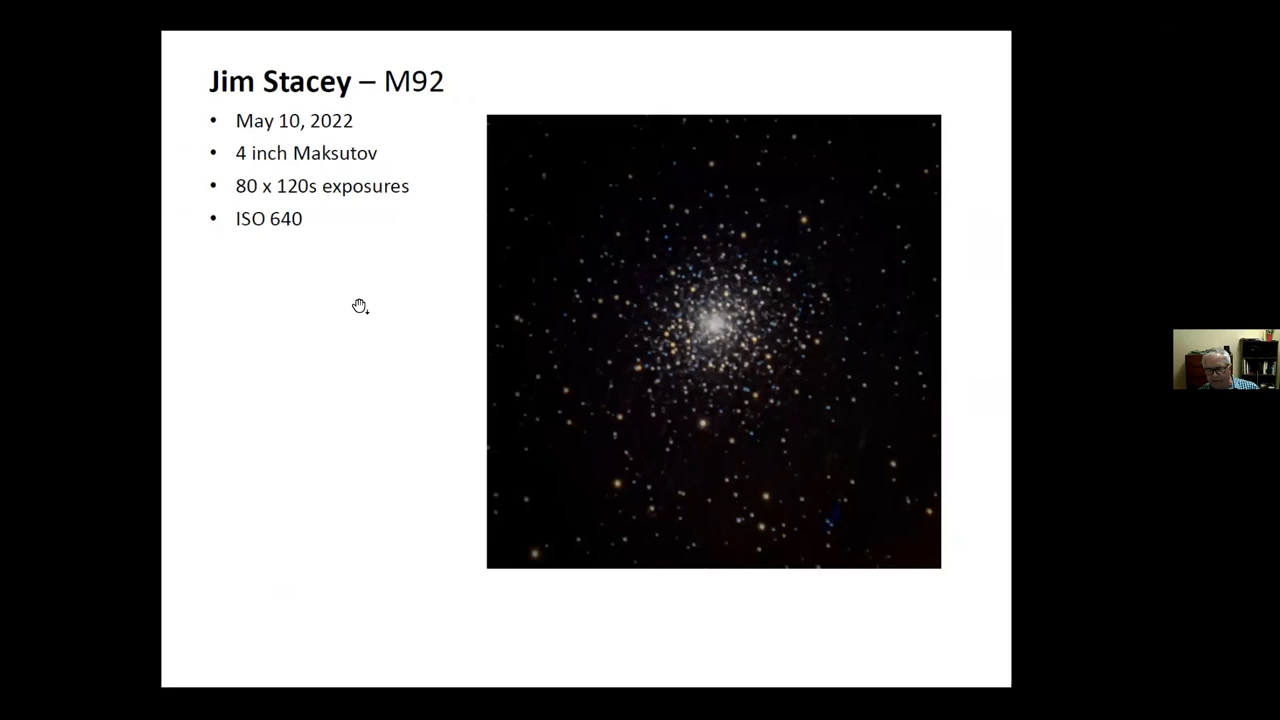 Jim Stacey – M92
• May 10, 2022
• 4 inch Maksutov
• 80 x 120s exposures
• ISO 640